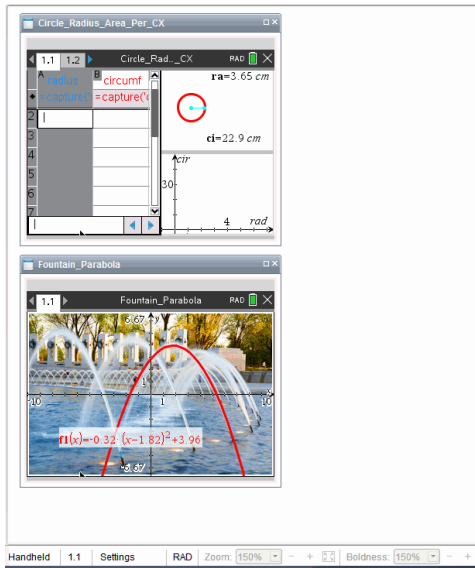 Circle_Radius_Area_Per_CX
1.1 1.2 Circle_Rad.._CX RAD
A radius B circumf
=capture(' =capture('c
2
3
4
5
6
7
ra=3.65 cm
ci=22.9 cm
cir
30
4 rad
Fountain_Parabola
1.1 Fountain_Parabola RAD
6.67 y
x
-10 1 1 10
f1(x)=-0.32·(x-1.82)²+3.96
-6.67
Handheld 1.1 Settings RAD Zoom: 150% - + Boldness: 150% - +